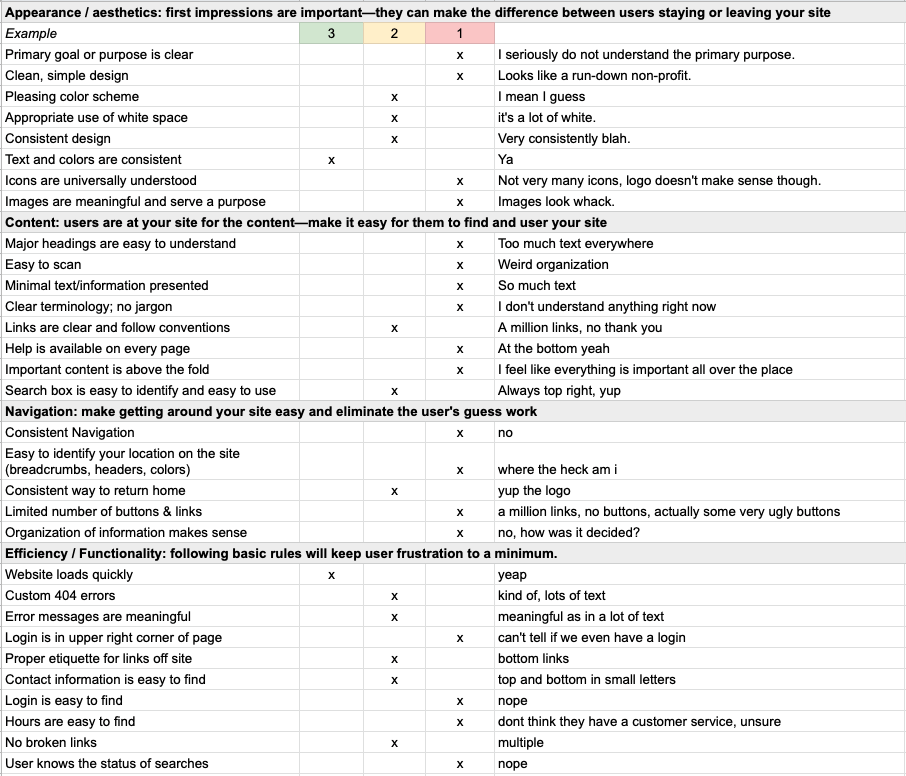 Appearance / aesthetics: first impressions are important—they can make the difference between users staying or leaving your site
Example 3 2 1
Primary goal or purpose is clear x I seriously do not understand the primary purpose.
Clean, simple design x Looks like a run-down non-profit.
Pleasing color scheme x I mean I guess
Appropriate use of white space x it's a lot of white.
Consistent design x Very consistently blah.
Text and colors are consistent x Ya
Icons are universally understood x Not very many icons, logo doesn't make sense though.
Images are meaningful and serve a purpose x Images look whack.
Content: users are at your site for the content—make it easy for them to find and user your site
Major headings are easy to understand x Too much text everywhere
Easy to scan x Weird organization
Minimal text/information presented x So much text
Clear terminology; no jargon x I don't understand anything right now
Links are clear and follow conventions x A million links, no thank you
Help is available on every page x At the bottom yeah
Important content is above the fold x I feel like everything is important all over the place
Search box is easy to identify and easy to use x Always top right, yup
Navigation: make getting around your site easy and eliminate the user's guess work
Consistent Navigation x no
Easy to identify your location on the site
(breadcrumbs, headers, colors) x where the heck am i
Consistent way to return home x yup the logo
Limited number of buttons & links x a million links, no buttons, actually some very ugly buttons
Organization of information makes sense x no, how was it decided?
Efficiency / Functionality: following basic rules will keep user frustration to a minimum.
Website loads quickly x yeap
Custom 404 errors x kind of, lots of text
Error messages are meaningful x meaningful as in a lot of text
Login is in upper right corner of page x can't tell if we even have a login
Proper etiquette for links off site x bottom links
Contact information is easy to find x top and bottom in small letters
Login is easy to find x nope
Hours are easy to find x dont think they have a customer service, unsure
No broken links x multiple
User knows the status of searches x nope